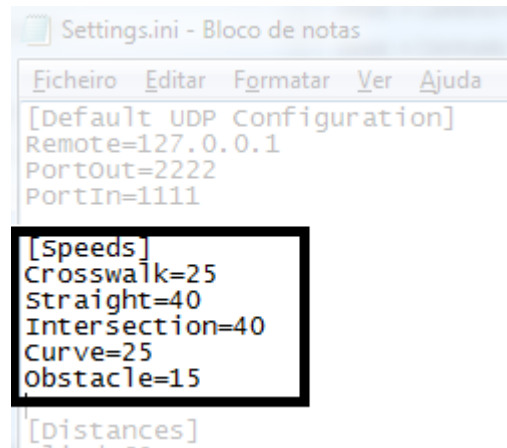 Settings.ini - Bloco de notas
Ficheiro Editar Formatar Ver Ajuda
[Default UDP Configuration]
Remote=127.0.0.1
PortOut=2222
PortIn=1111
[Speeds]
Crosswalk=25
Straight=40
Intersection=40
Curve=25
Obstacle=15
[Distances]